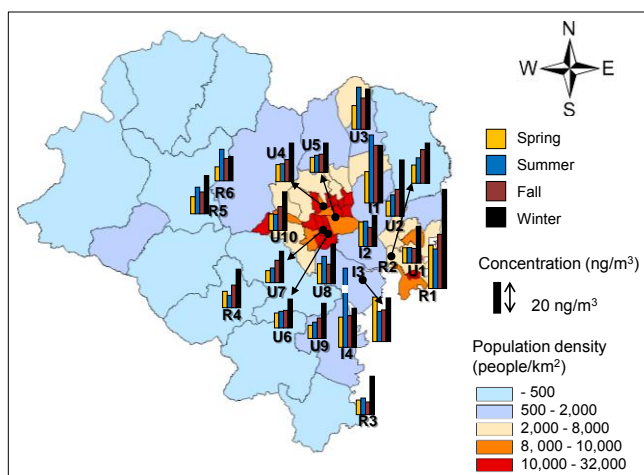 N
W E
S
Spring
Summer
Fall
Winter
Concentration (ng/m³)
20 ng/m³
Population density
(people/km²)
- 500
500 - 2,000
2,000 - 8,000
8, 000 - 10,000
10,000 - 32,000
U3
U4
U5
R6
R5
I1
U2
U10
I2
R2
U1
I3
R1
U7
U8
R4
U6
U9
I4
R3